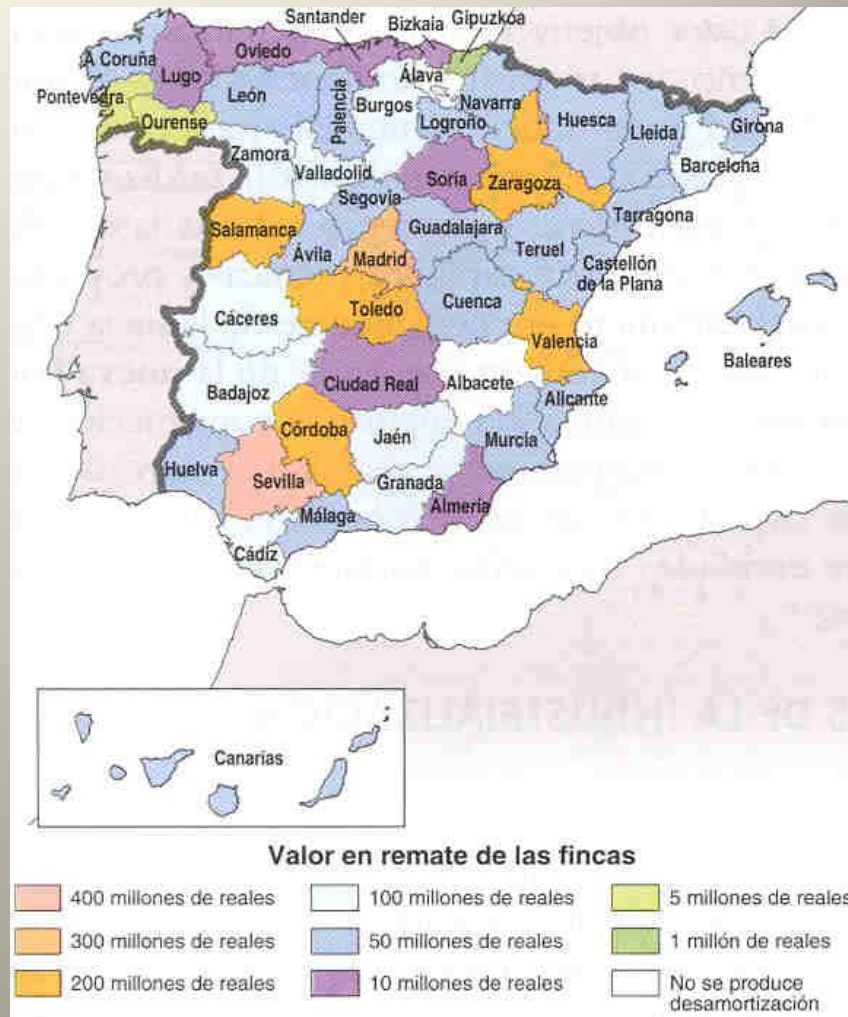 Santander
Bizkaia
Gipuzkoa
Oviedo
A Coruña
Lugo
Álava
Pontevedra
León
Palencia
Burgos
Navarra
Logroño
Huesca
Lleida
Girona
Ourense
Zamora
Valladolid
Soria
Zaragoza
Barcelona
Segovia
Tarragona
Salamanca
Ávila
Guadalajara
Madrid
Teruel
Castellón
de la Plana
Cáceres
Toledo
Cuenca
Valencia
Baleares
Badajoz
Ciudad Real
Albacete
Alicante
Córdoba
Jaén
Murcia
Huelva
Sevilla
Granada
Almería
Málaga
Cádiz
Canarias
Valor en remate de las fincas
400 millones de reales
100 millones de reales
5 millones de reales
300 millones de reales
50 millones de reales
1 millón de reales
200 millones de reales
10 millones de reales
No se produce
desamortización